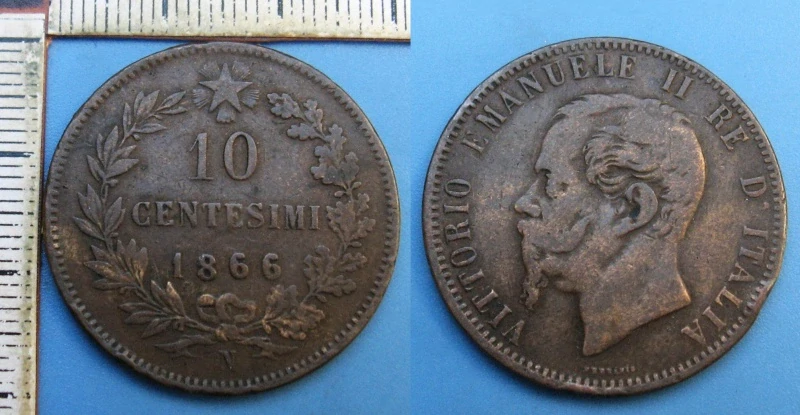 10
CENTESIMI
1866
VITTORIO EMANUELE II RE D'ITALIA